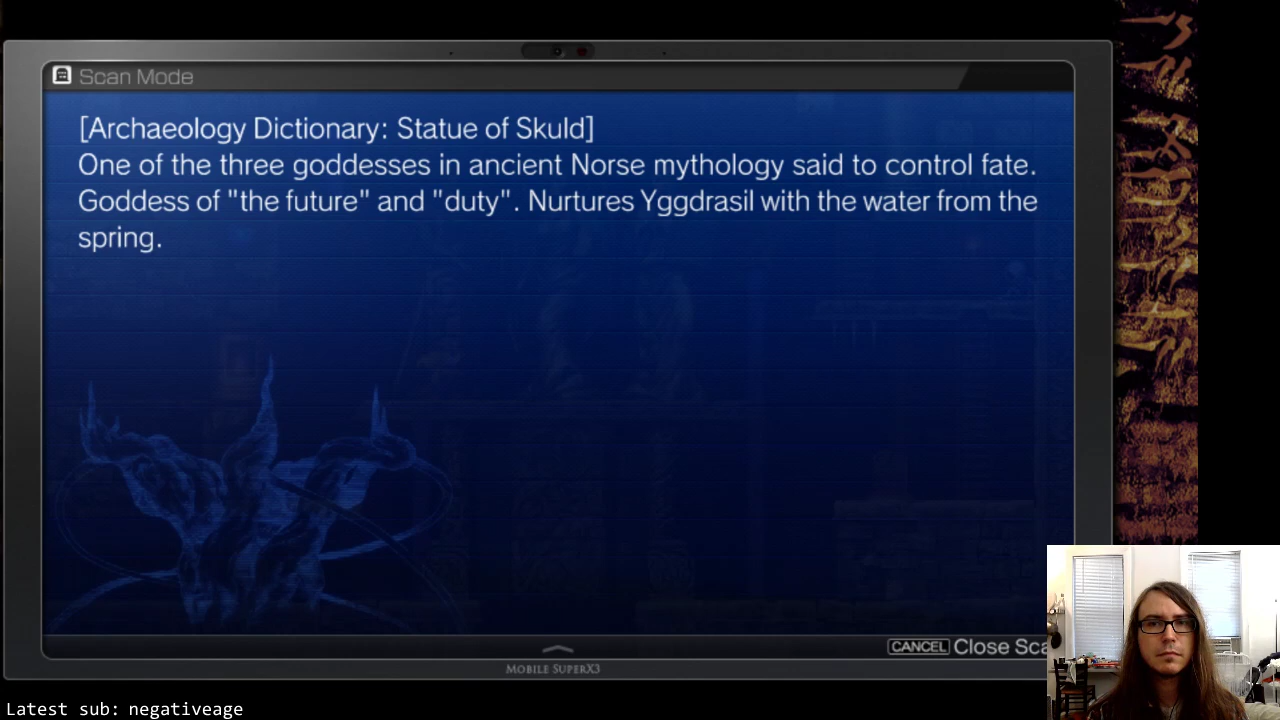 Scan Mode
[Archaeology Dictionary: Statue of Skuld]
One of the three goddesses in ancient Norse mythology said to control fate.
Goddess of "the future" and "duty". Nurtures Yggdrasil with the water from the
spring.
CANCEL Close Sca
MOBILE SUPERX3
Latest sub: negativeage